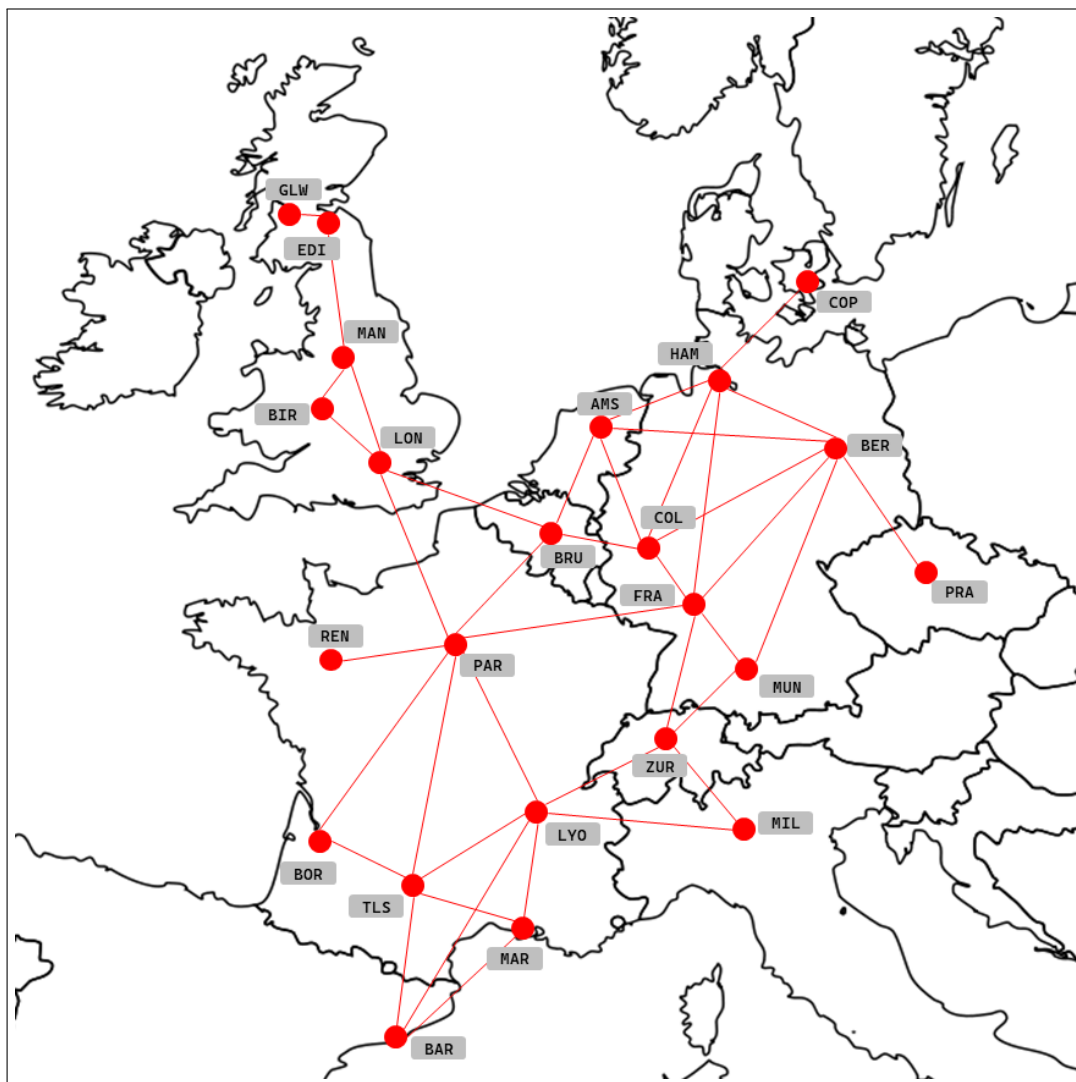 GLW
EDI
COP
MAN
HAM
AMS
BIR
LON
BER
COL
BRU
PRA
FRA
REN
PAR
MUN
ZUR
MIL
LYO
BOR
TLS
MAR
BAR